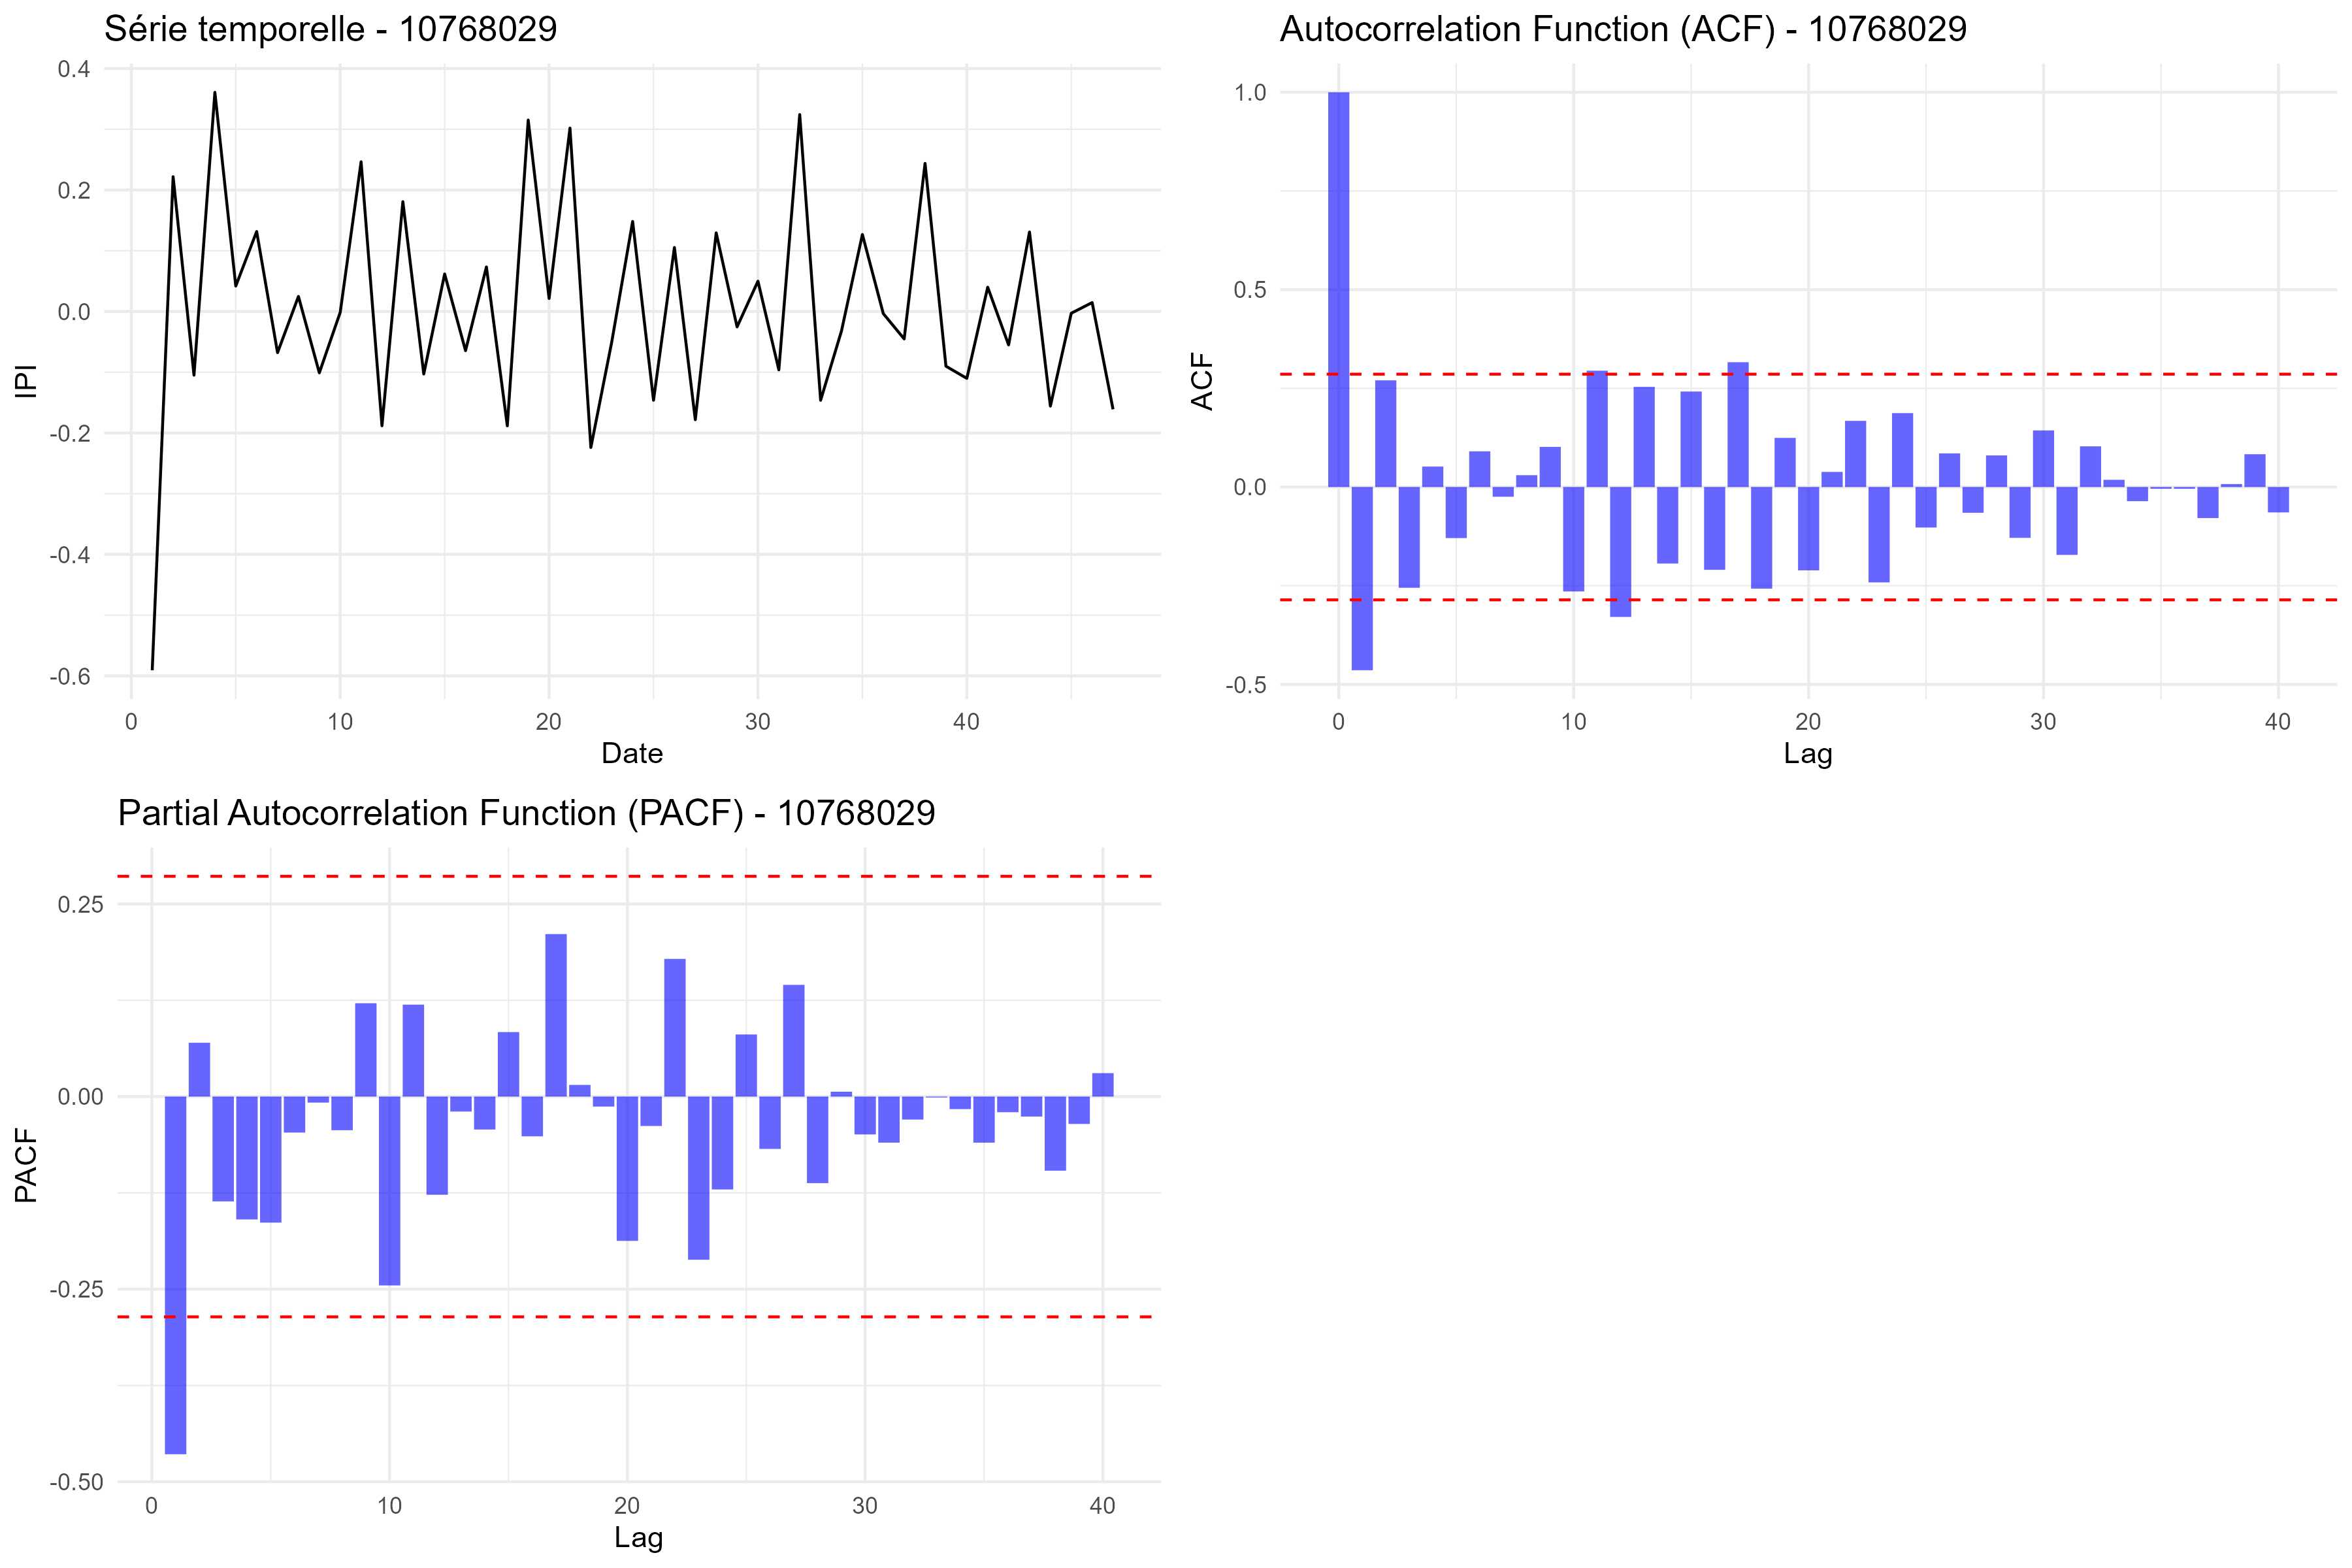 Série temporelle - 10768029
0.4
0.2
0.0
-0.2
-0.4
-0.6
IPI
0 10 20 30 40
Date
Autocorrelation Function (ACF) - 10768029
1.0
0.5
0.0
-0.5
ACF
0 10 20 30 40
Lag
Partial Autocorrelation Function (PACF) - 10768029
0.25
0.00
-0.25
-0.50
PACF
0 10 20 30 40
Lag